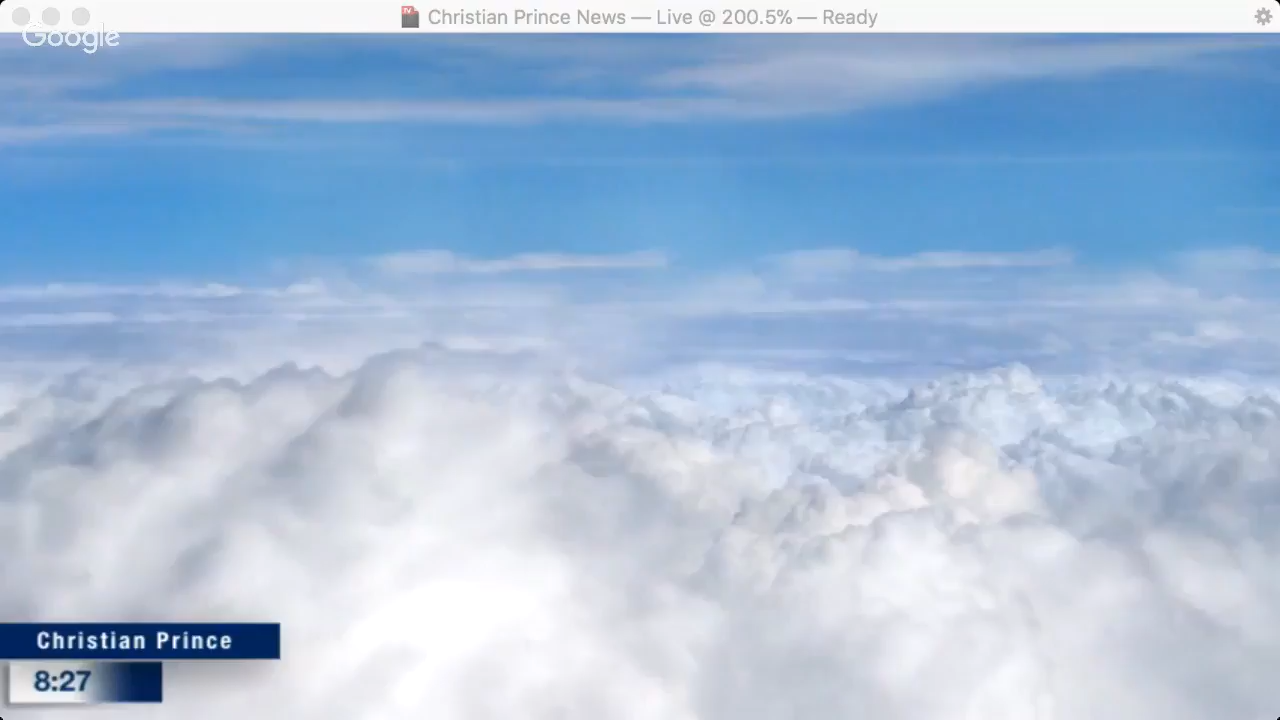 Christian Prince News — Live @ 200.5% — Ready
Google
Christian Prince
8:27